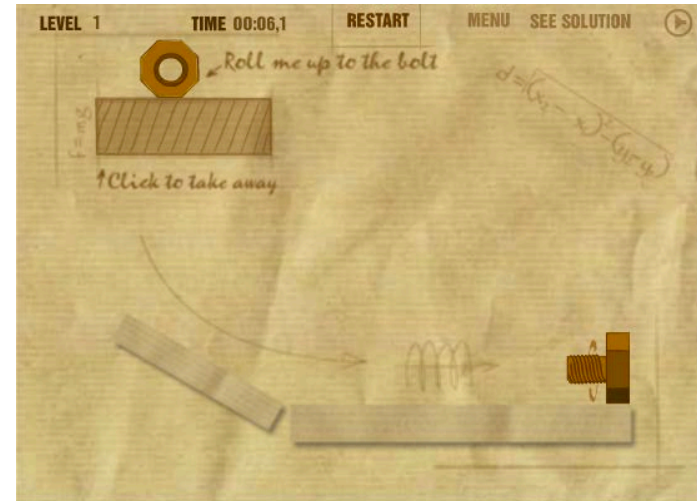 LEVEL 1 TIME 00:06,1 RESTART MENU SEE SOLUTION
Roll me up to the bolt
F=mg
↑Click to take away